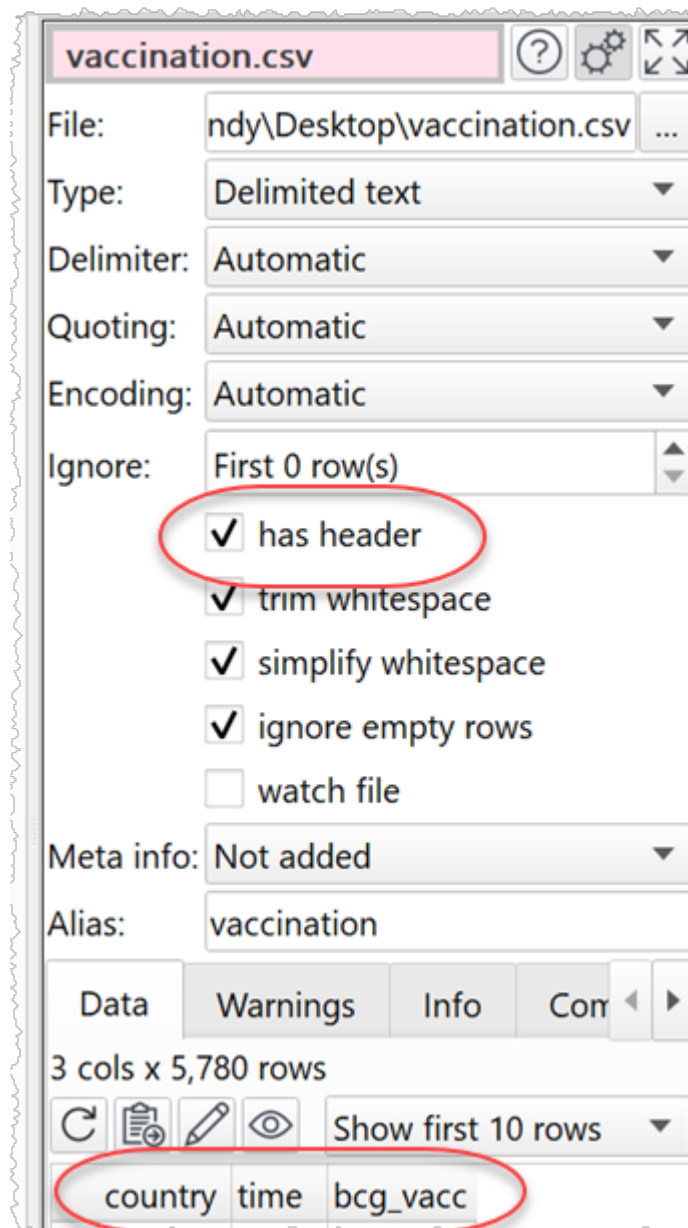 vaccination.csv
File: ndy\Desktop\vaccination.csv ...
Type: Delimited text
Delimiter: Automatic
Quoting: Automatic
Encoding: Automatic
Ignore: First 0 row(s)
has header
trim whitespace
simplify whitespace
ignore empty rows
watch file
Meta info: Not added
Alias: vaccination
Data Warnings Info Com
3 cols x 5,780 rows
Show first 10 rows
country time bcg_vacc